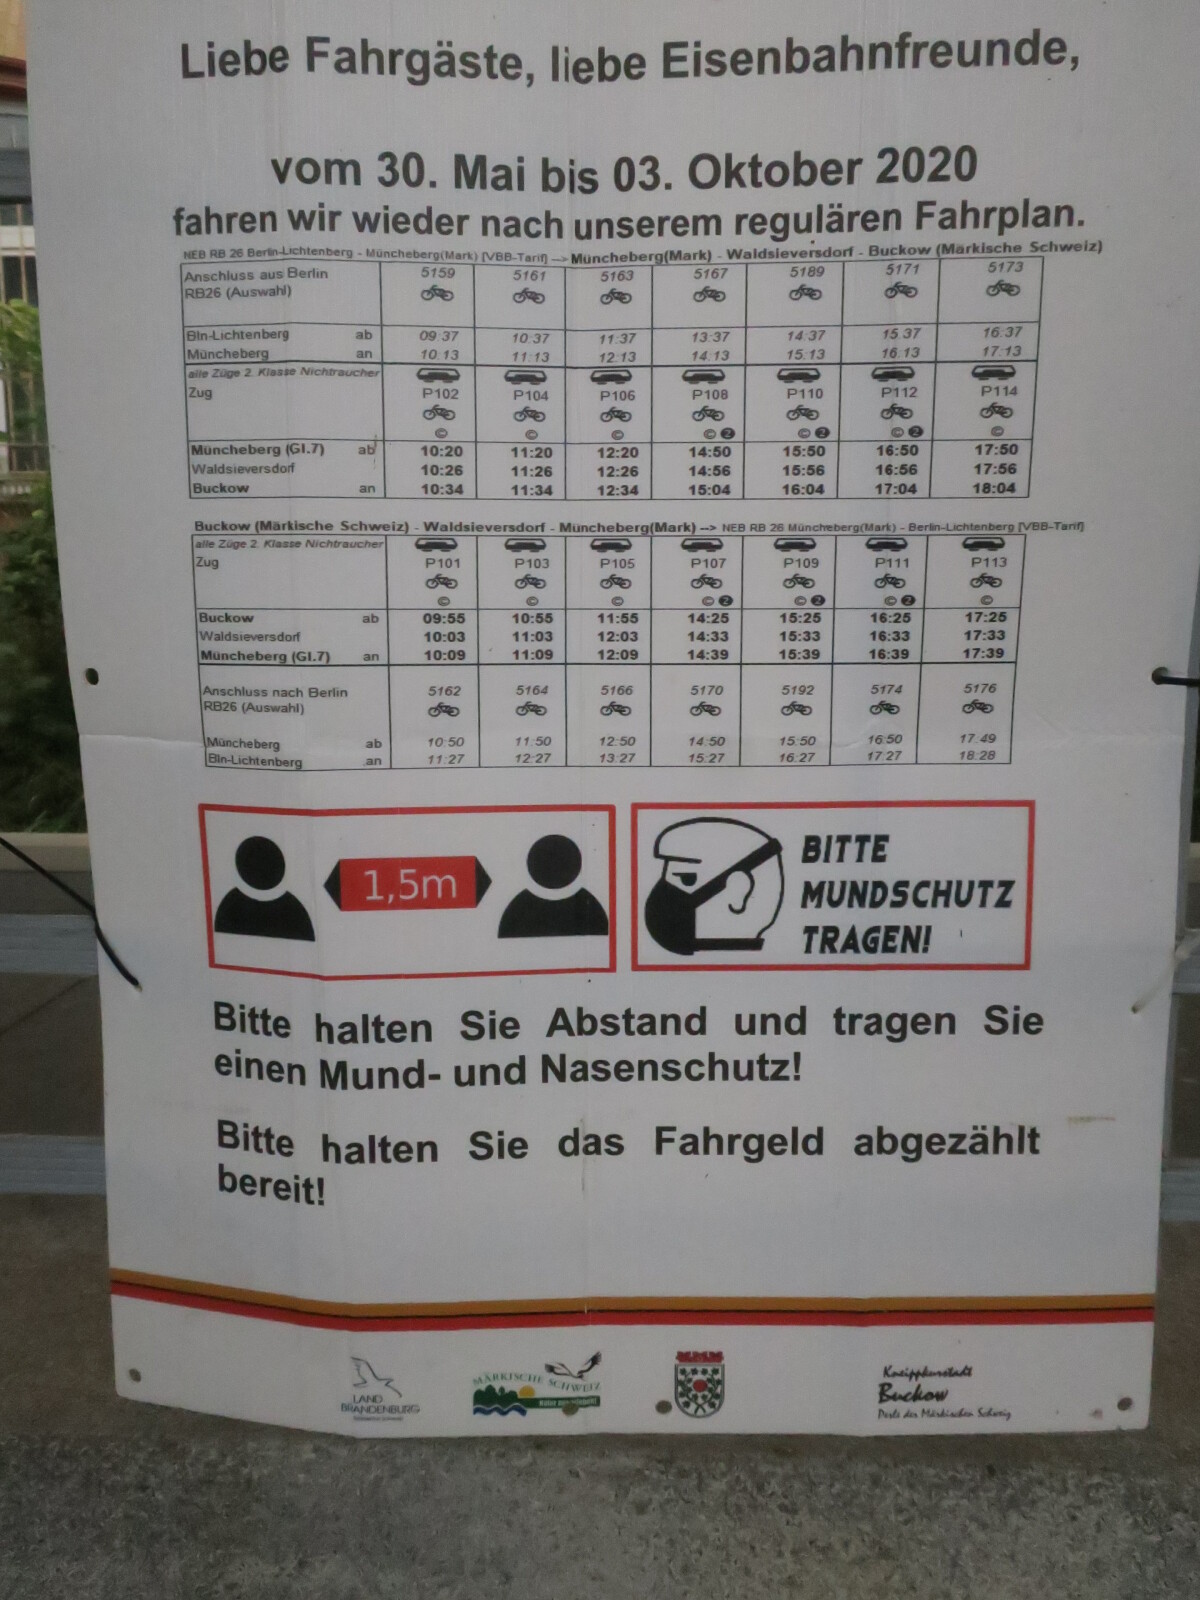 Liebe Fahrgäste, liebe Eisenbahnfreunde,
vom 30. Mai bis 03. Oktober 2020
fahren wir wieder nach unserem regulären Fahrplan.
NEB RB 26 Berlin-Lichtenberg - Müncheberg(Mark) [VBB-Tarif] --> Müncheberg(Mark) - Waldsieversdorf - Buckow (Märkische Schweiz)
Anschluss aus Berlin 5159 5161 5163 5167 5189 5171 5173
RB26 (Auswahl)
Bln-Lichtenberg ab 09:37 10:37 11:37 13:37 14:37 15:37 16:37
Müncheberg an 10:13 11:13 12:13 14:13 15:13 16:13 17:13
alle Züge 2. Klasse Nichtraucher
Zug P102 P104 P106 P108 P110 P112 P114
© © © © 2 © 2 © 2 ©
Müncheberg (Gl.7) ab 10:20 11:20 12:20 14:50 15:50 16:50 17:50
Waldsieversdorf 10:26 11:26 12:26 14:56 15:56 16:56 17:56
Buckow an 10:34 11:34 12:34 15:04 16:04 17:04 18:04
Buckow (Märkische Schweiz) - Waldsieversdorf - Müncheberg(Mark) --> NEB RB 26 Müncheberg(Mark) - Berlin-Lichtenberg [VBB-Tarif]
alle Züge 2. Klasse Nichtraucher
Zug P101 P103 P105 P107 P109 P111 P113
© © © © 2 © 2 © 2 ©
Buckow ab 09:55 10:55 11:55 14:25 15:25 16:25 17:25
Waldsieversdorf 10:03 11:03 12:03 14:33 15:33 16:33 17:33
Müncheberg (Gl.7) an 10:09 11:09 12:09 14:39 15:39 16:39 17:39
Anschluss nach Berlin 5162 5164 5166 5170 5192 5174 5176
RB26 (Auswahl)
Müncheberg ab 10:50 11:50 12:50 14:50 15:50 16:50 17:49
Bln-Lichtenberg an 11:27 12:27 13:27 15:27 16:27 17:27 18:28
1,5m
BITTE
MUNDSCHUTZ
TRAGEN!
Bitte halten Sie Abstand und tragen Sie
einen Mund- und Nasenschutz!
Bitte halten Sie das Fahrgeld abgezählt
bereit!
LAND
BRANDENBURG
MÄRKISCHE SCHWEIZ
Kneippkurstadt
Buckow
Perle der Märkischen Schweiz